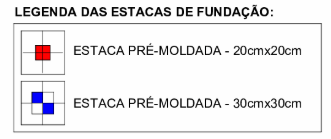 LEGENDA DAS ESTACAS DE FUNDAÇÃO:
ESTACA PRÉ-MOLDADA - 20cmx20cm
ESTACA PRÉ-MOLDADA - 30cmx30cm